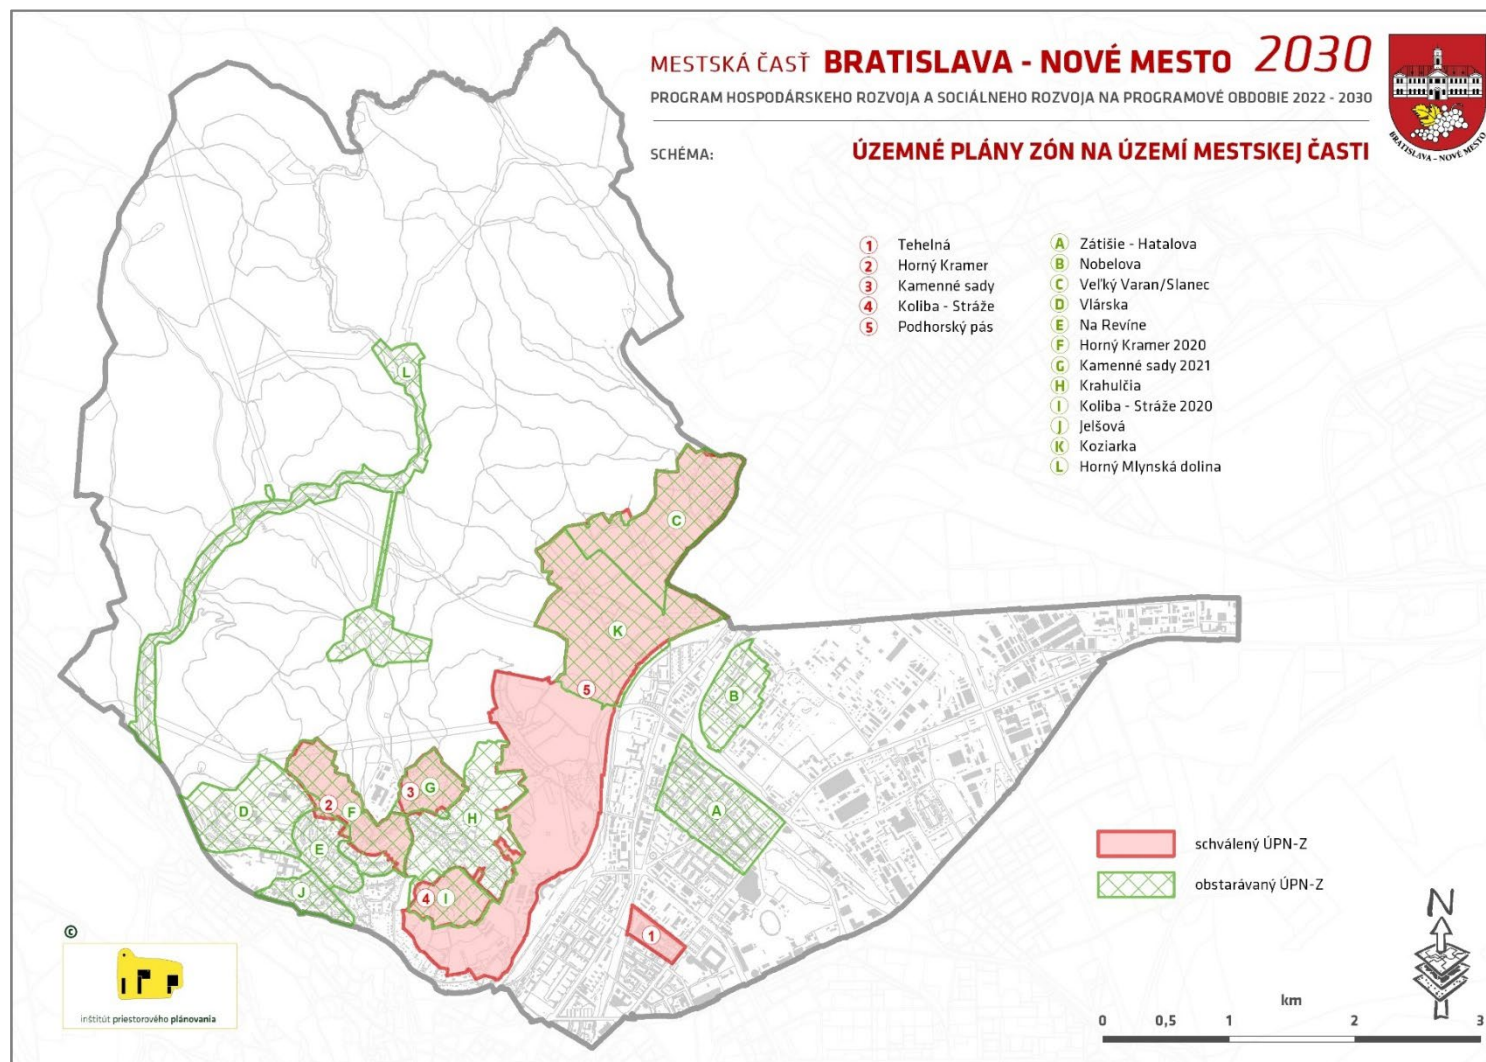 MESTSKÁ ČASŤ BRATISLAVA - NOVÉ MESTO 2030
PROGRAM HOSPODÁRSKEHO ROZVOJA A SOCIÁLNEHO ROZVOJA NA PROGRAMOVÉ OBDOBIE 2022 - 2030
BRATISLAVA - NOVÉ MESTO
SCHÉMA:
ÚZEMNÉ PLÁNY ZÓN NA ÚZEMÍ MESTSKEJ ČASTI
1 Tehelná
2 Horný Kramer
3 Kamenné sady
4 Koliba - Stráže
5 Podhorský pás
A Zátišie - Hatalova
B Nobelova
C Veľký Varan/Slanec
D Vlárska
E Na Revíne
F Horný Kramer 2020
G Kamenné sady 2021
H Krahulčia
I Koliba - Stráže 2020
J Jelšová
K Koziarka
L Horný Mlynská dolina
L
C
K
5
B
3
G
2
F
D
H
A
E
J
4
I
1
schválený ÚPN-Z
obstarávaný ÚPN-Z
©
inštitút priestorového plánovania
N
km
0 0,5 1 2 3